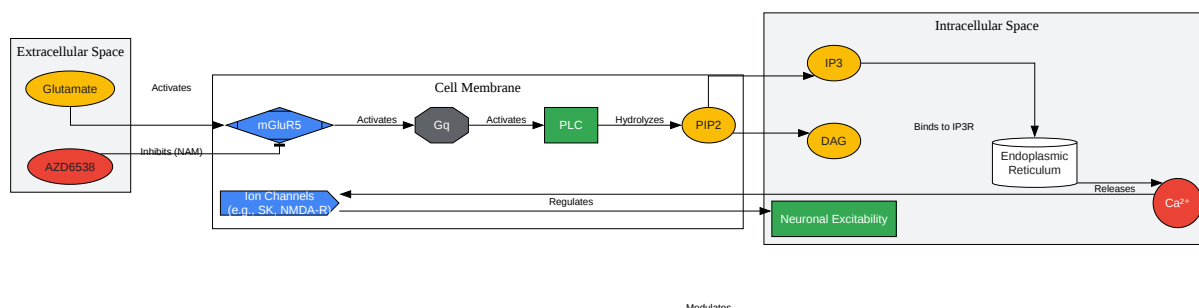 Extracellular Space
Glutamate
AZD6538
Activates
Inhibits (NAM)
Cell Membrane
mGluR5
Activates
Gq
Activates
PLC
Hydrolyzes
PIP2
Ion Channels
(e.g., SK, NMDA-R)
Regulates
Intracellular Space
IP3
DAG
Binds to IP3R
Endoplasmic
Reticulum
Releases
Ca²⁺
Neuronal Excitability
Modulates